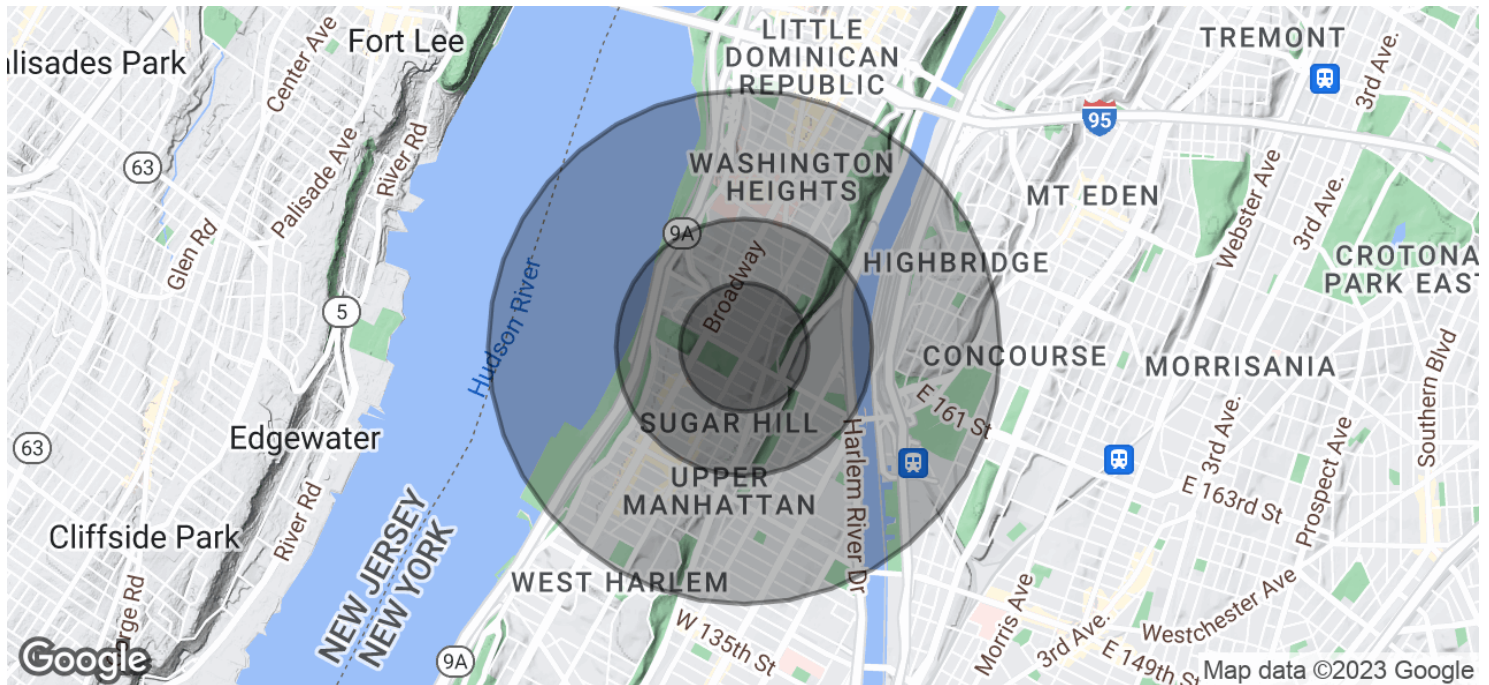 LITTLE
DOMINICAN
REPUBLIC
Fort Lee
TREMONT
alisades Park
Center Ave
3rd Ave.
95
63
Palisade Ave
River Rd
WASHINGTON
HEIGHTS
MT EDEN
Webster Ave
3rd Ave.
Glen Rd
9A
Broadway
HIGHBRIDGE
CROTONA
PARK EAST
Hudson River
5
CONCOURSE
MORRISANIA
E 161 St
Southern Blvd
63
Edgewater
SUGAR HILL
Harlem River Dr
3rd Ave.
Prospect Ave
UPPER
MANHATTAN
E 163rd St
River Rd
Cliffside Park
NEW JERSEY
NEW YORK
WEST HARLEM
Morris Ave
Westchester Ave
W 135th St
3rd Ave.
E 149th St
9A
Google
Map data ©2023 Google